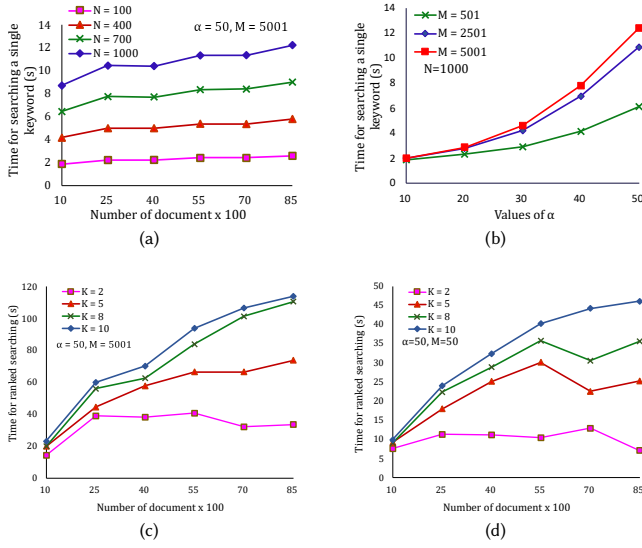 14
12
10
8
6
4
2
0
Time for searching a single
keyword (s)
N = 100
N = 400
N = 700
N = 1000
α = 50, M = 5001
10 25 40 55 70 85
Number of document x 100
(a)
14
12
10
8
6
4
2
0
Time for searching a single
keyword (s)
M = 501
M = 2501
M = 5001
N=1000
10 20 30 40 50
Values of α
(b)
120
100
80
60
40
20
0
Time for ranked searching (s)
K = 2
K = 5
K = 8
K = 10
α = 50, M = 5001
10 25 40 55 70 85
Number of document x 100
(c)
50
45
40
35
30
25
20
15
10
5
0
Time for ranked searching (s)
K = 2
K = 5
K = 8
K = 10
α=50, M=50
10 25 40 55 70 85
Number of document x 100
(d)